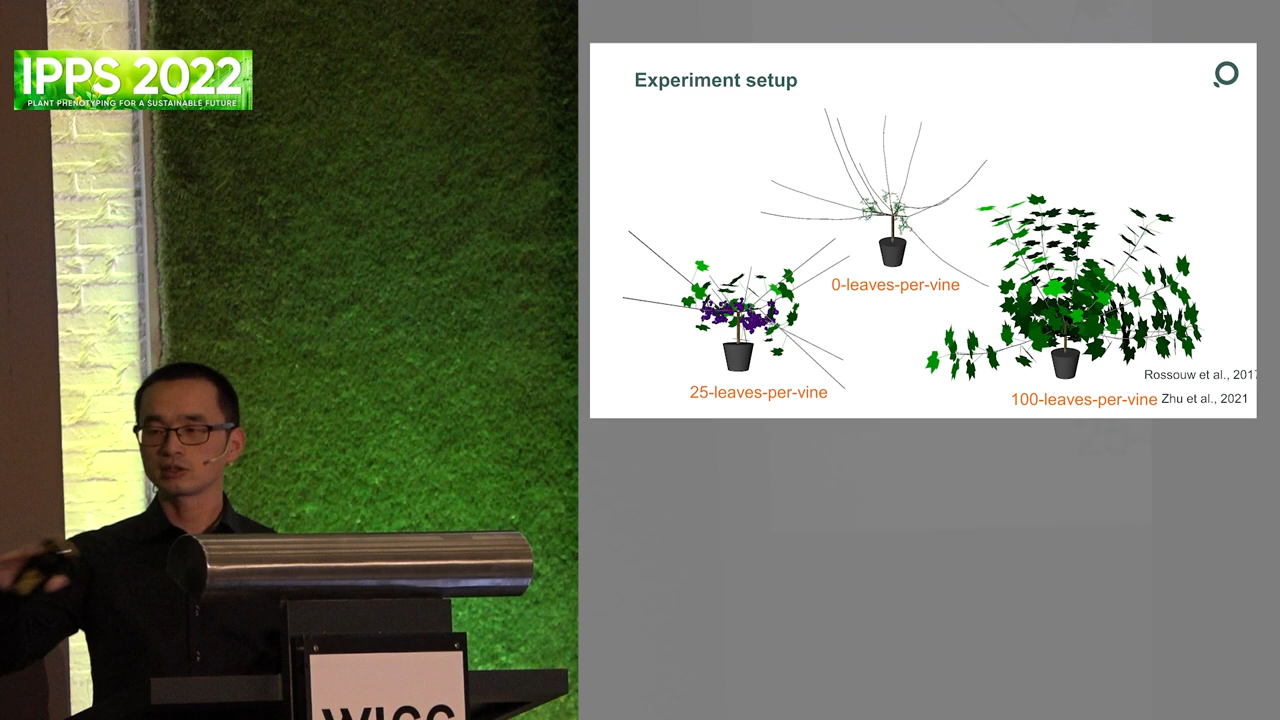 IPPS 2022
PLANT PHENOTYPING FOR A SUSTAINABLE FUTURE
Experiment setup
0-leaves-per-vine
25-leaves-per-vine
Rossouw et al., 2017
100-leaves-per-vine Zhu et al., 2021